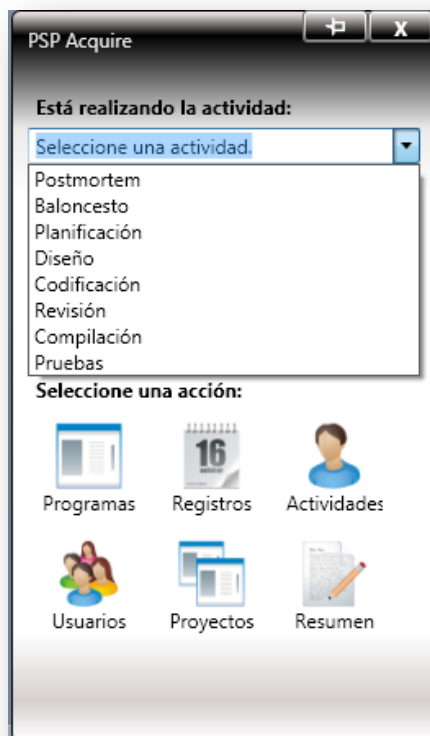 PSP Acquire
X
Está realizando la actividad:
Seleccione una actividad.
Postmortem
Baloncesto
Planificación
Diseño
Codificación
Revisión
Compilación
Pruebas
Seleccione una acción:
16
Programas Registros Actividades
Usuarios Proyectos Resumen